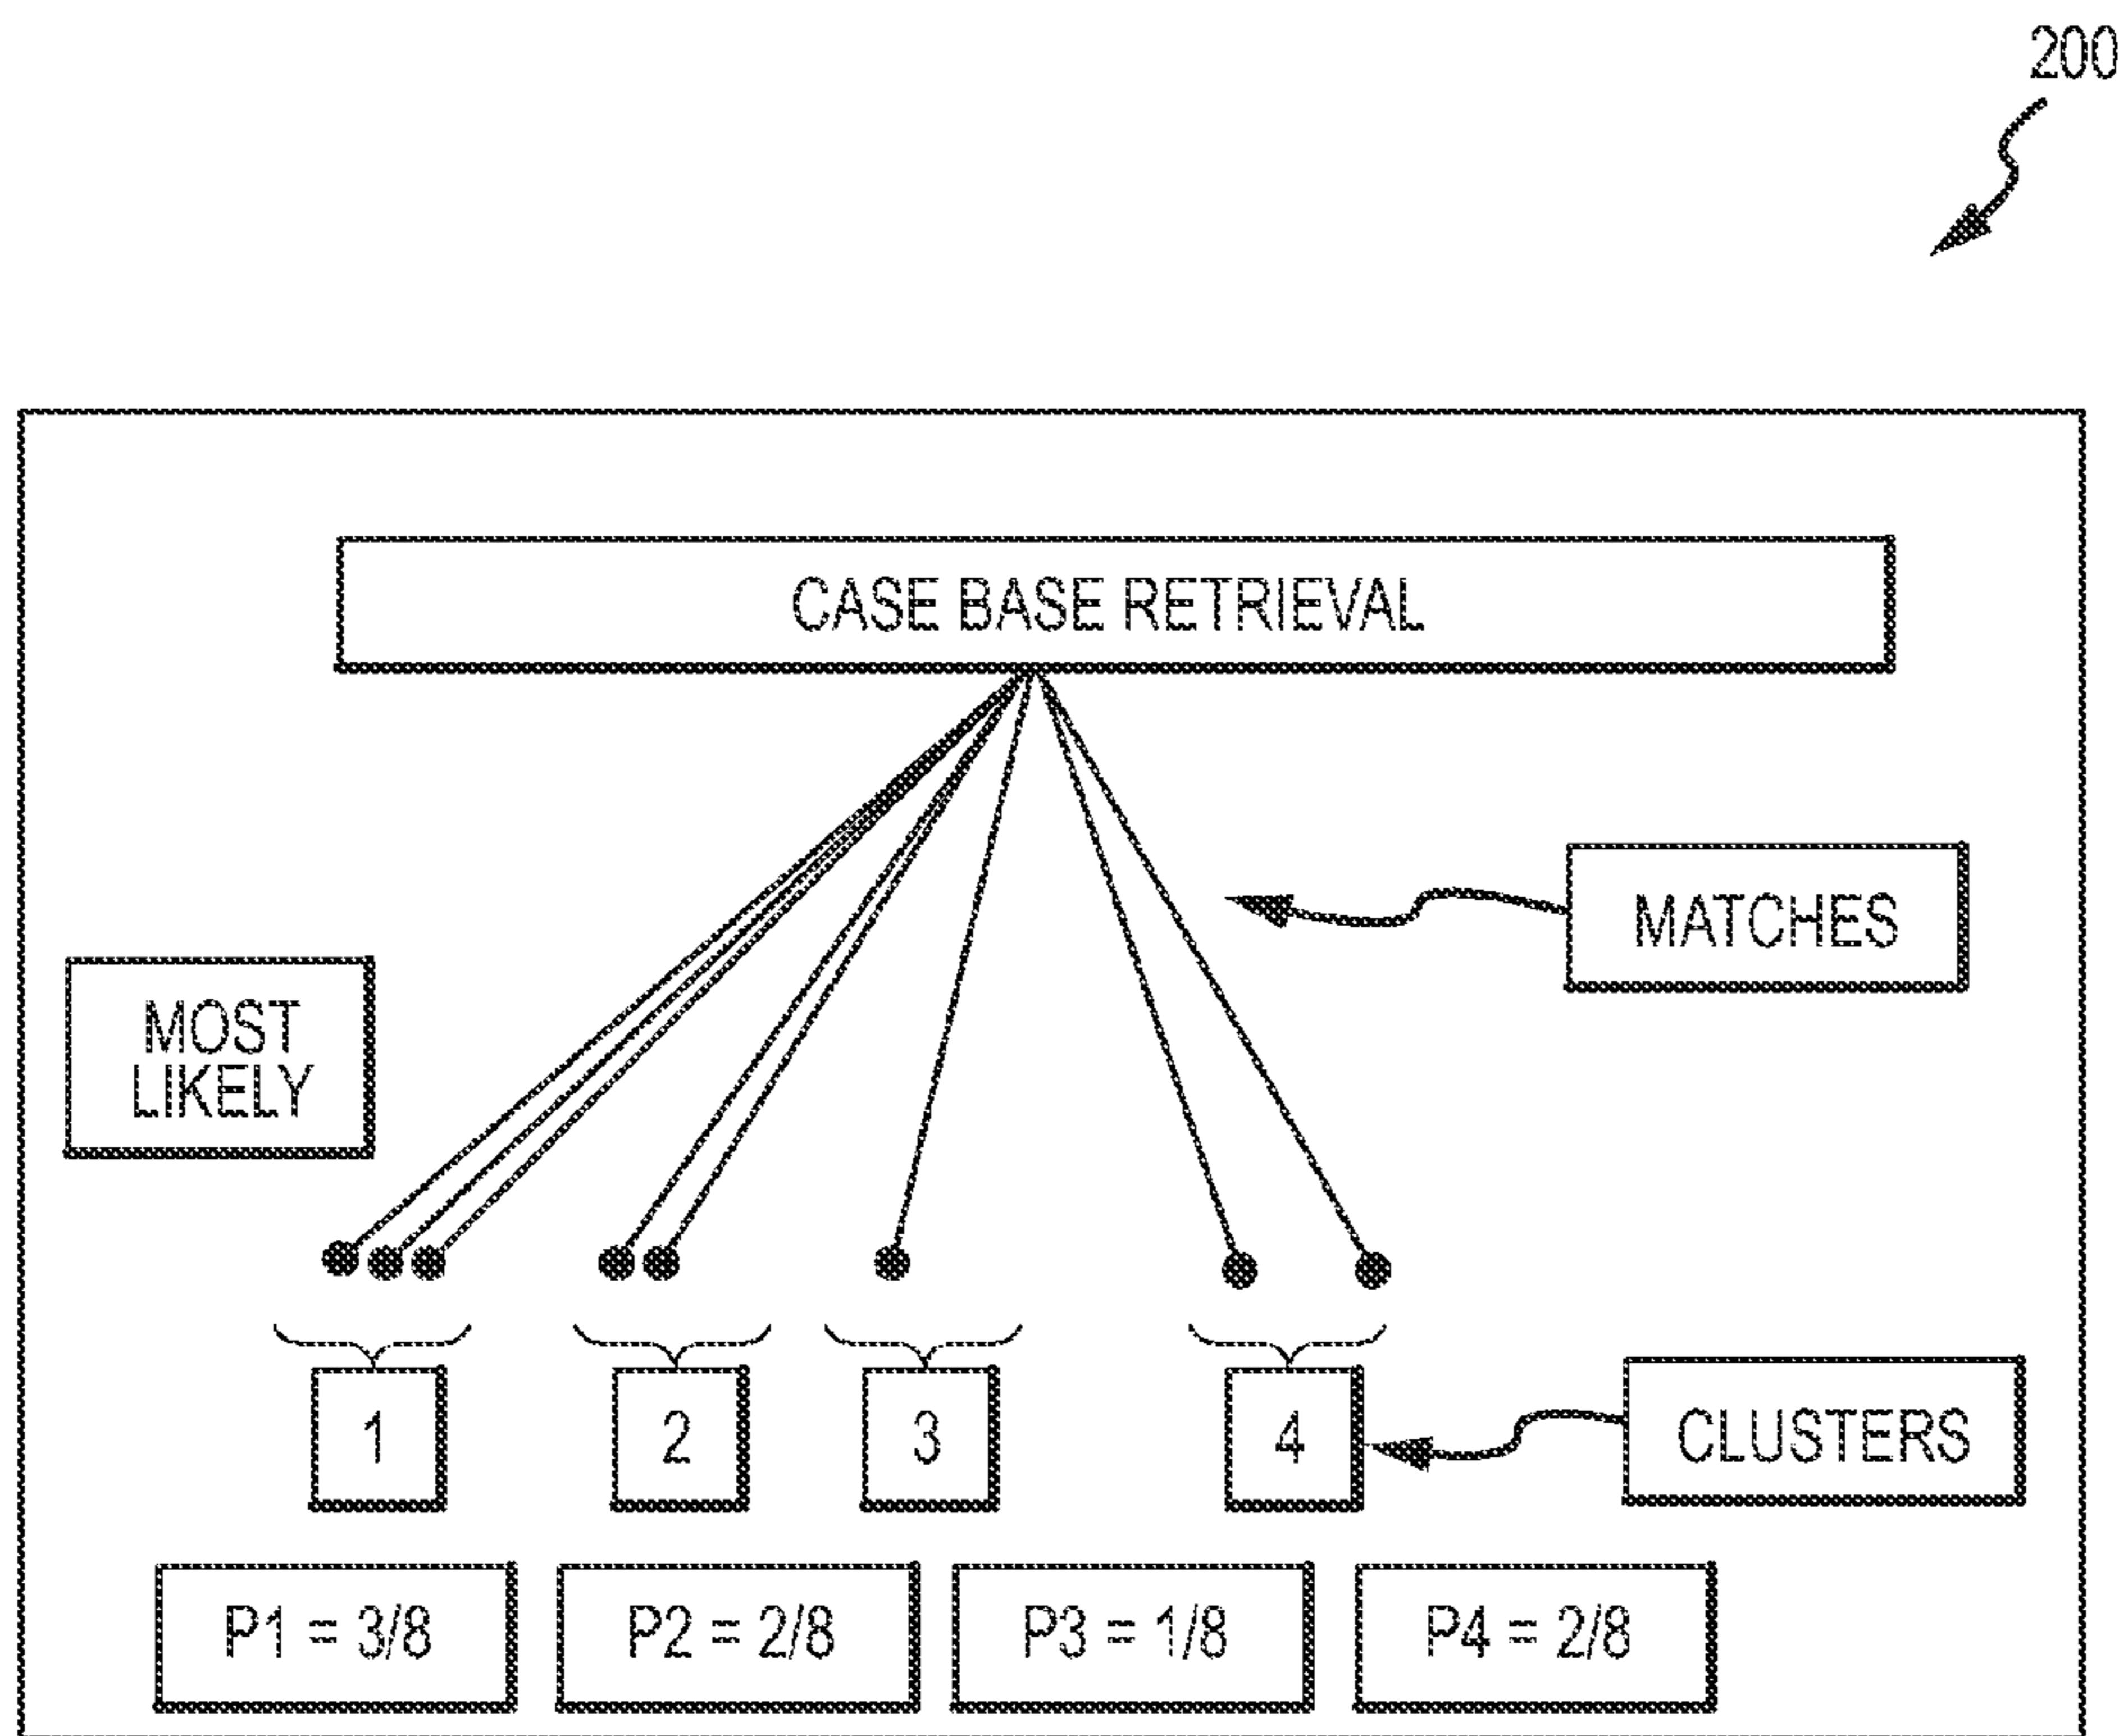 200
CASE BASE RETRIEVAL
MATCHES
MOST
LIKELY
1
2
3
4
CLUSTERS
P1 = 3/8
P2 = 2/8
P3 = 1/8
P4 = 2/8